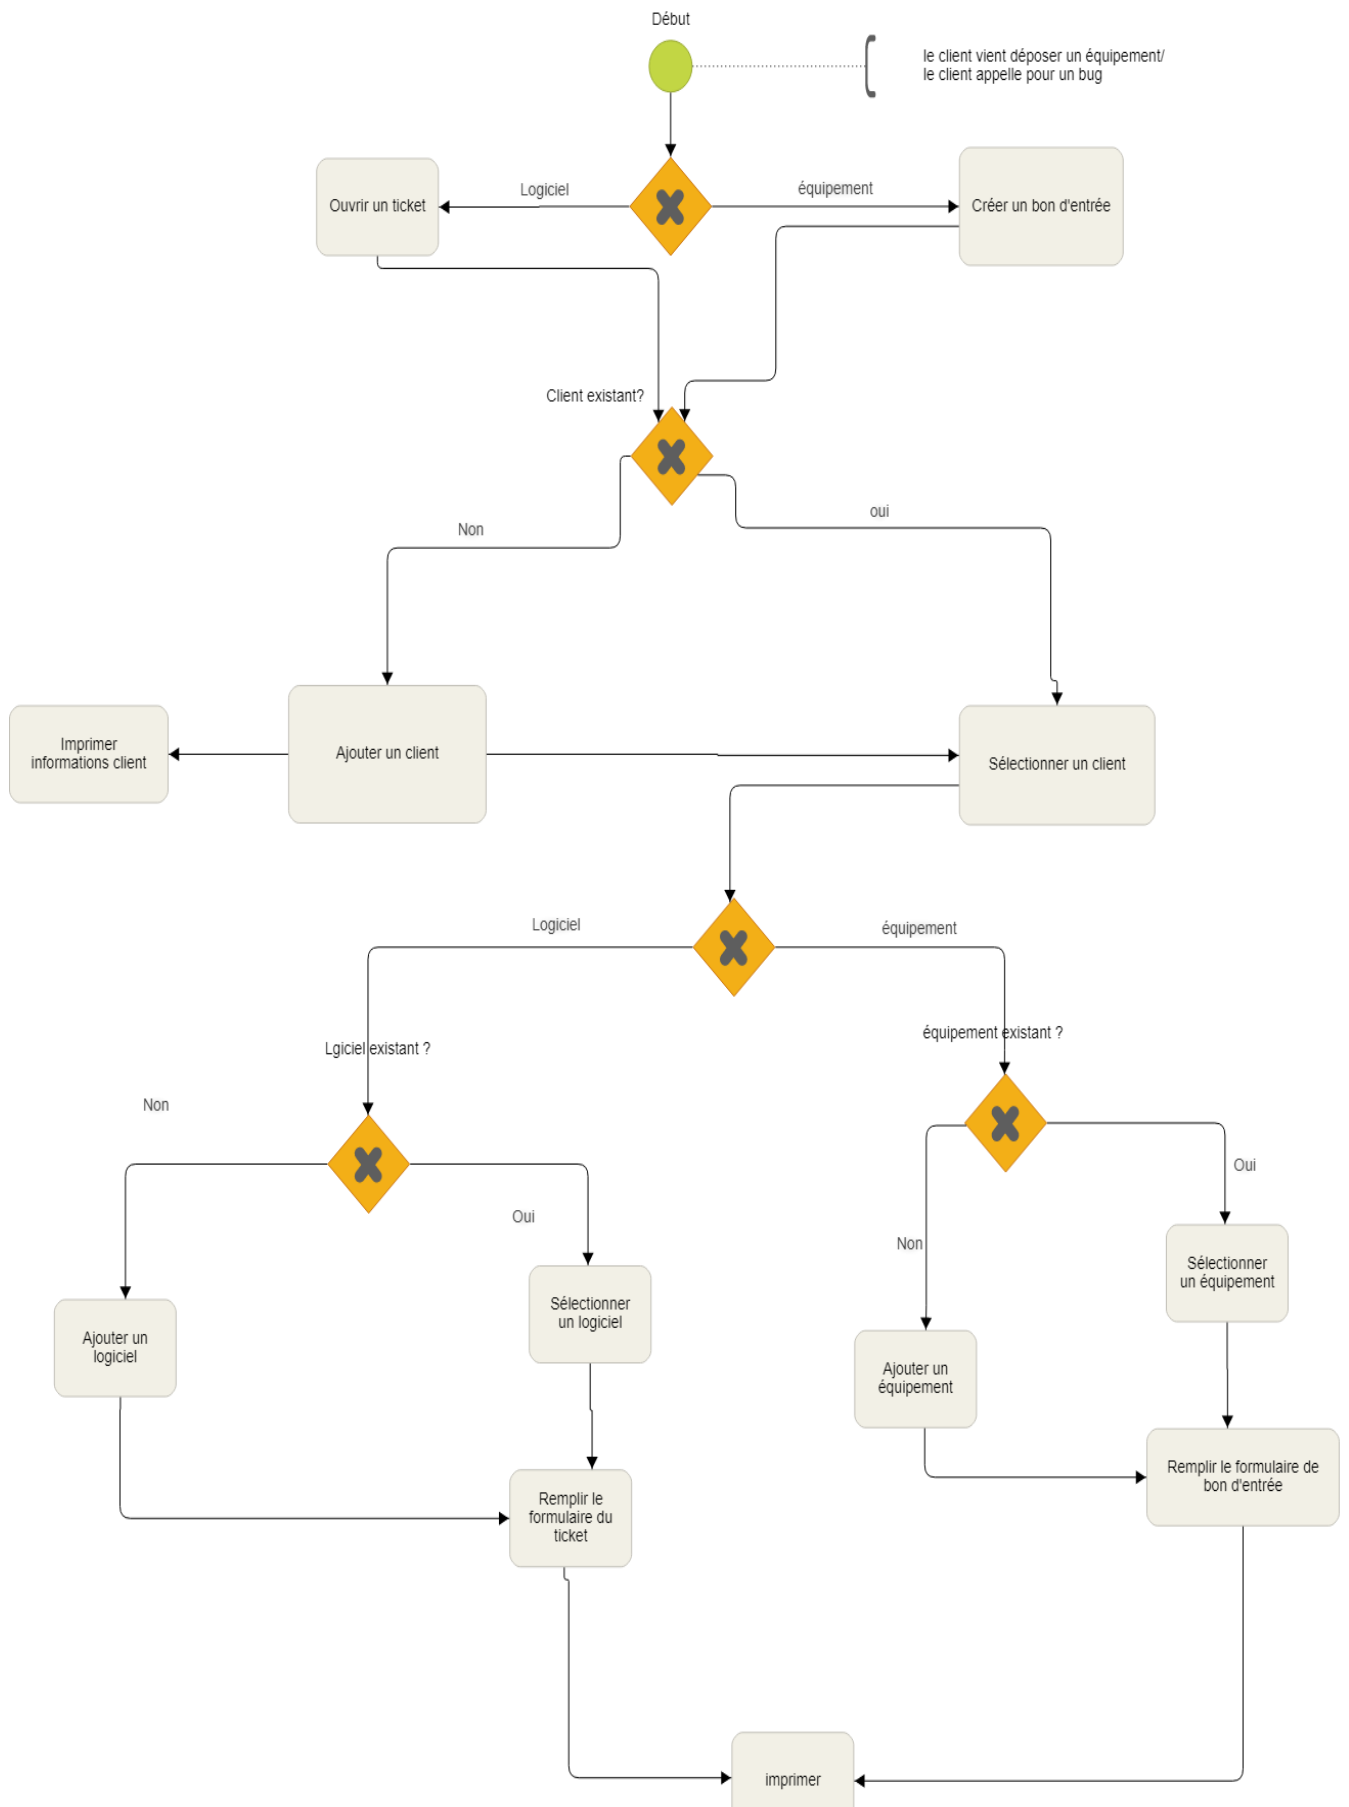 Début
le client vient déposer un équipement/
le client appelle pour un bug
Ouvrir un ticket
Logiciel
équipement
Créer un bon d'entrée
Client existant?
Non
oui
Imprimer
informations client
Ajouter un client
Sélectionner un client
Logiciel
équipement
Lgiciel existant ?
équipement existant ?
Non
Oui
Non
Oui
Ajouter un
logiciel
Sélectionner
un logiciel
Ajouter un
équipement
Sélectionner
un équipement
Remplir le
formulaire du
ticket
Remplir le formulaire de
bon d'entrée
imprimer